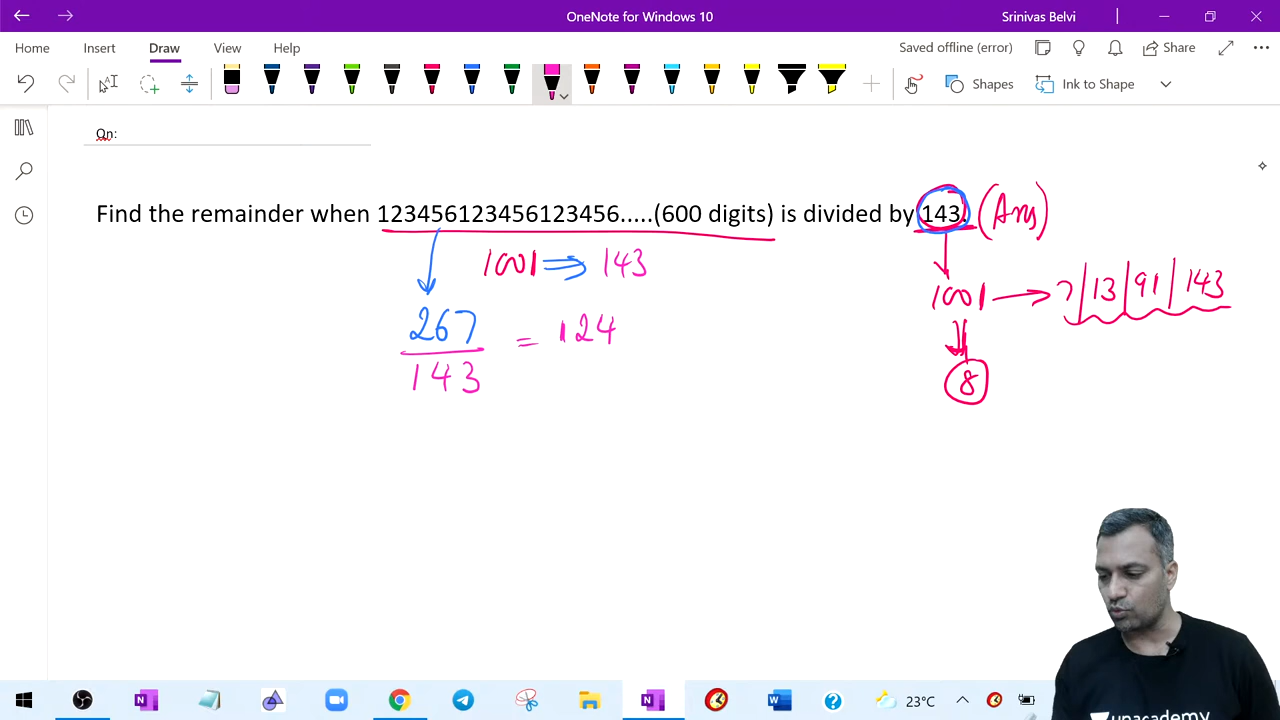 OneNote for Windows 10
Srinivas Belvi
Home Insert Draw View Help
Saved offline (error)
Share
Shapes
Ink to Shape
Qn:
Find the remainder when 123456123456123456.....(600 digits) is divided by 143. (Ans)
1001 ⇒ 143
1001 → 7|13|91|143
267
143
= 124
8
23°C
unacademy